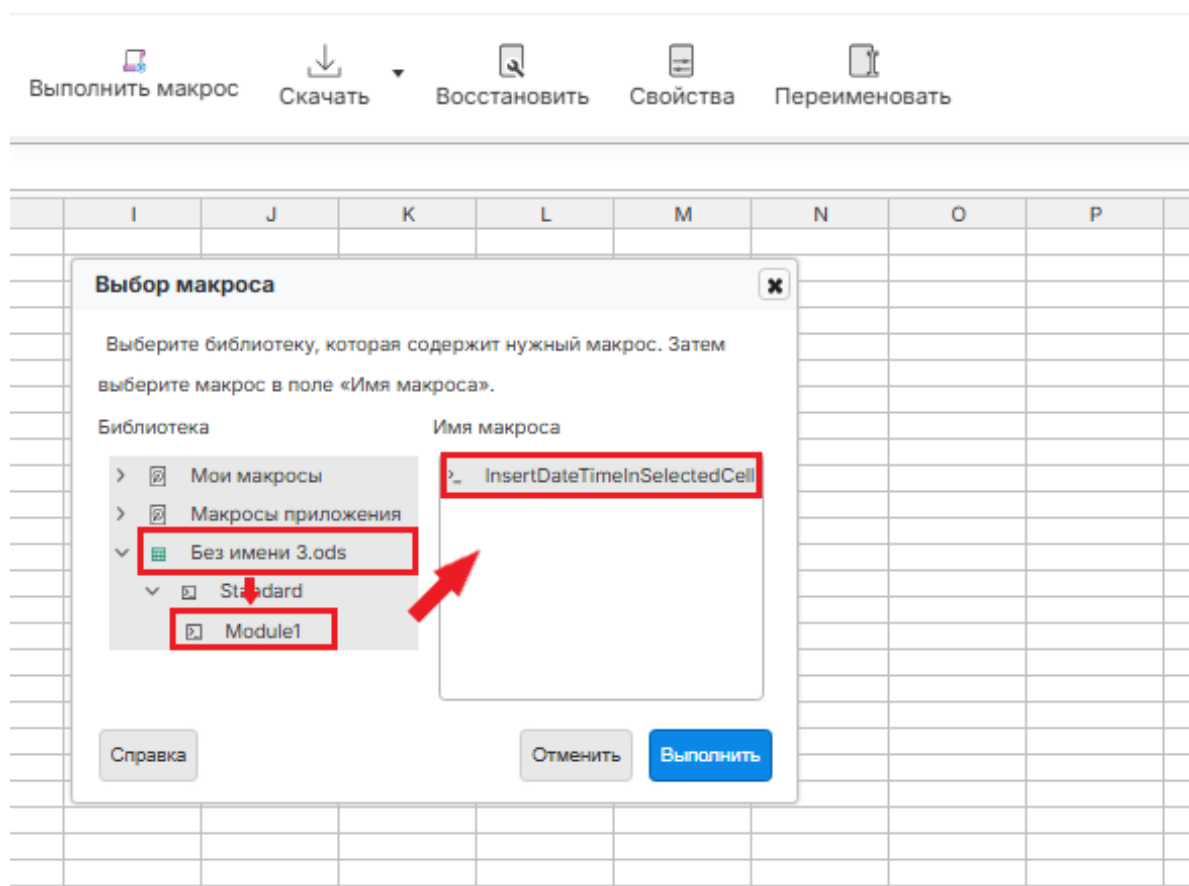 Выполнить макрос
Скачать
Восстановить
Свойства
Переименовать
I J K L M N O P
Выбор макроса
Выберите библиотеку, которая содержит нужный макрос. Затем
выберите макрос в поле «Имя макроса».
Библиотека
Имя макроса
Мои макросы
Макросы приложения
Без имени 3.ods
Standard
Module1
InsertDateTimeInSelectedCell
Справка
Отменить
Выполнить